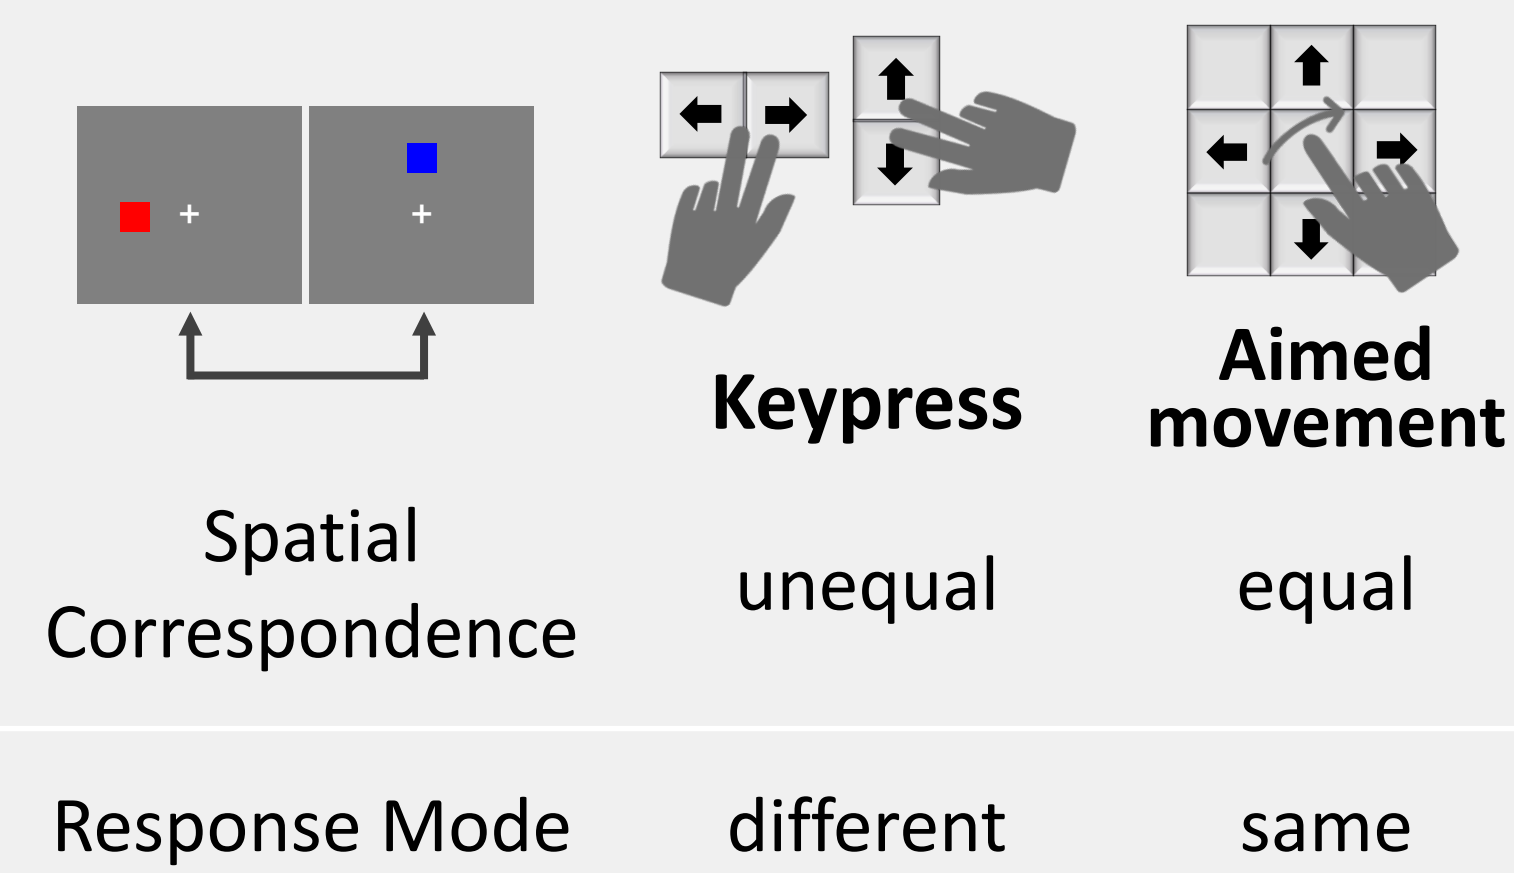 Keypress
Aimed
movement
Spatial
Correspondence
unequal
equal
Response Mode
different
same